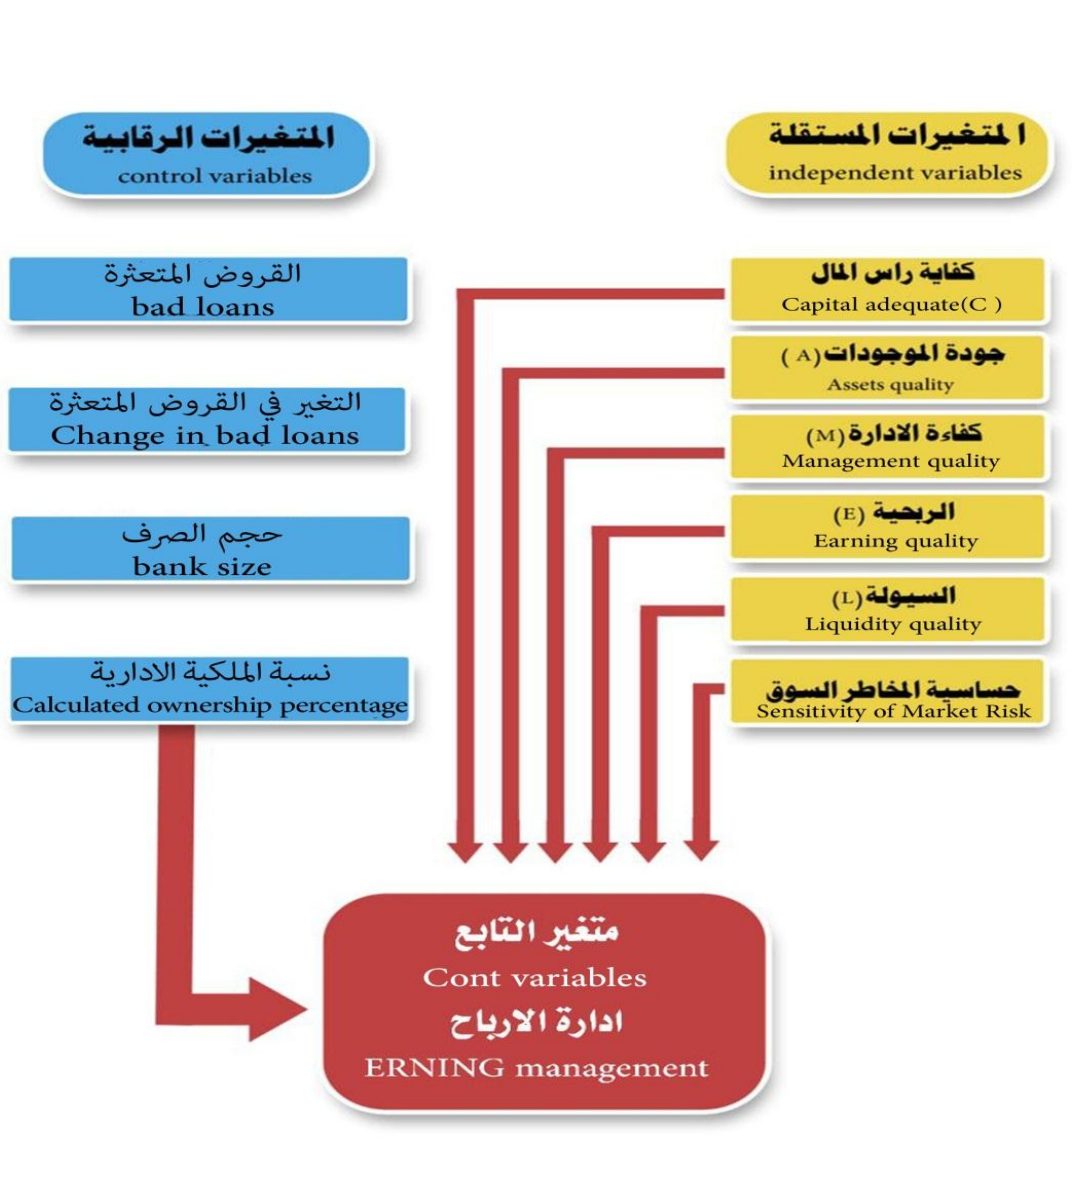 المتغيرات الرقابية
control variables
ا لمتغيرات المستقلة
independent variables
القروض المتعثرة
bad loans
التغير في القروض المتعثرة
Change in bad loans
حجم الصرف
bank size
نسبة الملكية الادارية
Calculated ownership percentage
كفاية راس المال
Capital adequate(C )
جودة الموجودات (A )
Assets quality
كفاءة الادارة (M)
Management quality
الربحية (E)
Earning quality
السيولة (L)
Liquidity quality
حساسية المخاطر السوق
Sensitivity of Market Risk
متغير التابع
Cont variables
ادارة الارباح
ERNING management